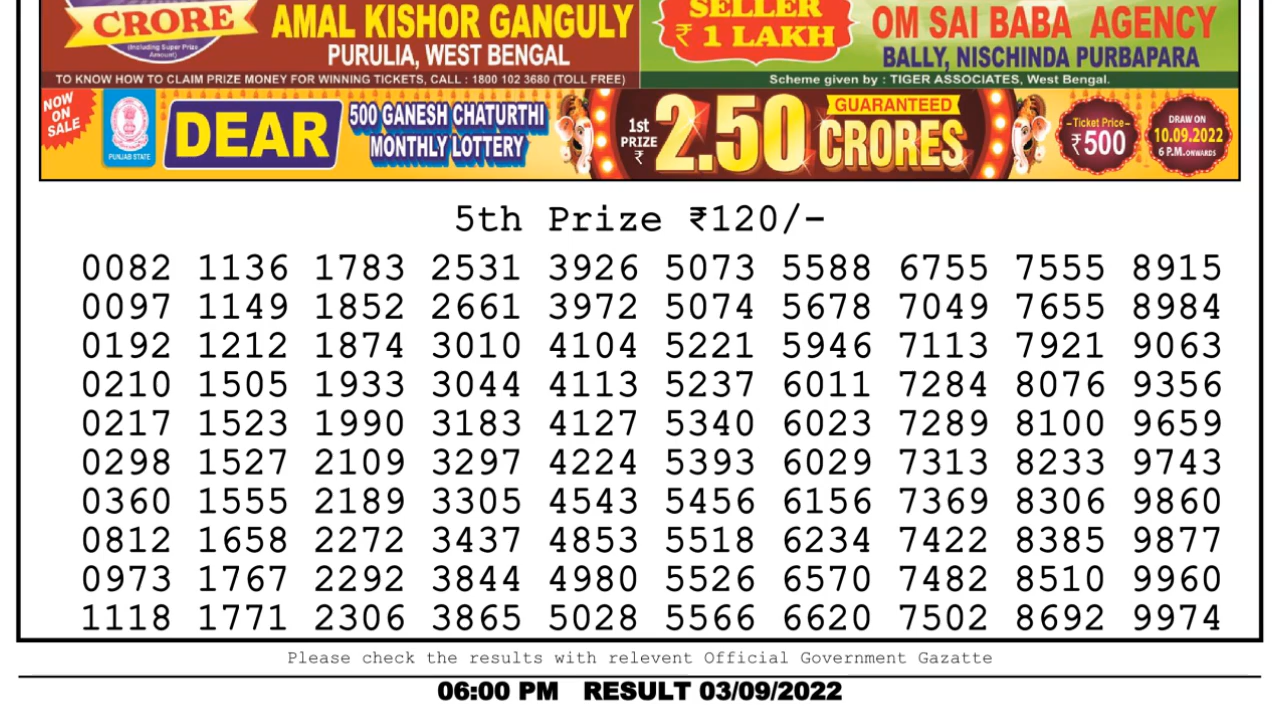 CRORE
(Including Super Prize
Amount)
AMAL KISHOR GANGULY
PURULIA, WEST BENGAL
TO KNOW HOW TO CLAIM PRIZE MONEY FOR WINNING TICKETS, CALL : 1800 102 3680 (TOLL FREE)
SELLER
₹ 1 LAKH
OM SAI BABA AGENCY
BALLY, NISCHINDA PURBAPARA
Scheme given by : TIGER ASSOCIATES, West Bengal.
NOW
ON
SALE
PUNJAB STATE
DEAR
500 GANESH CHATURTHI
MONTHLY LOTTERY
1st
PRIZE
₹
2.50
GUARANTEED
CRORES
-Ticket Price-
₹500
DRAW ON
10.09.2022
6 P.M. ONWARDS
5th Prize ₹120/-
0082 1136 1783 2531 3926 5073 5588 6755 7555 8915
0097 1149 1852 2661 3972 5074 5678 7049 7655 8984
0192 1212 1874 3010 4104 5221 5946 7113 7921 9063
0210 1505 1933 3044 4113 5237 6011 7284 8076 9356
0217 1523 1990 3183 4127 5340 6023 7289 8100 9659
0298 1527 2109 3297 4224 5393 6029 7313 8233 9743
0360 1555 2189 3305 4543 5456 6156 7369 8306 9860
0812 1658 2272 3437 4853 5518 6234 7422 8385 9877
0973 1767 2292 3844 4980 5526 6570 7482 8510 9960
1118 1771 2306 3865 5028 5566 6620 7502 8692 9974
Please check the results with relevent Official Government Gazatte
06:00 PM RESULT 03/09/2022